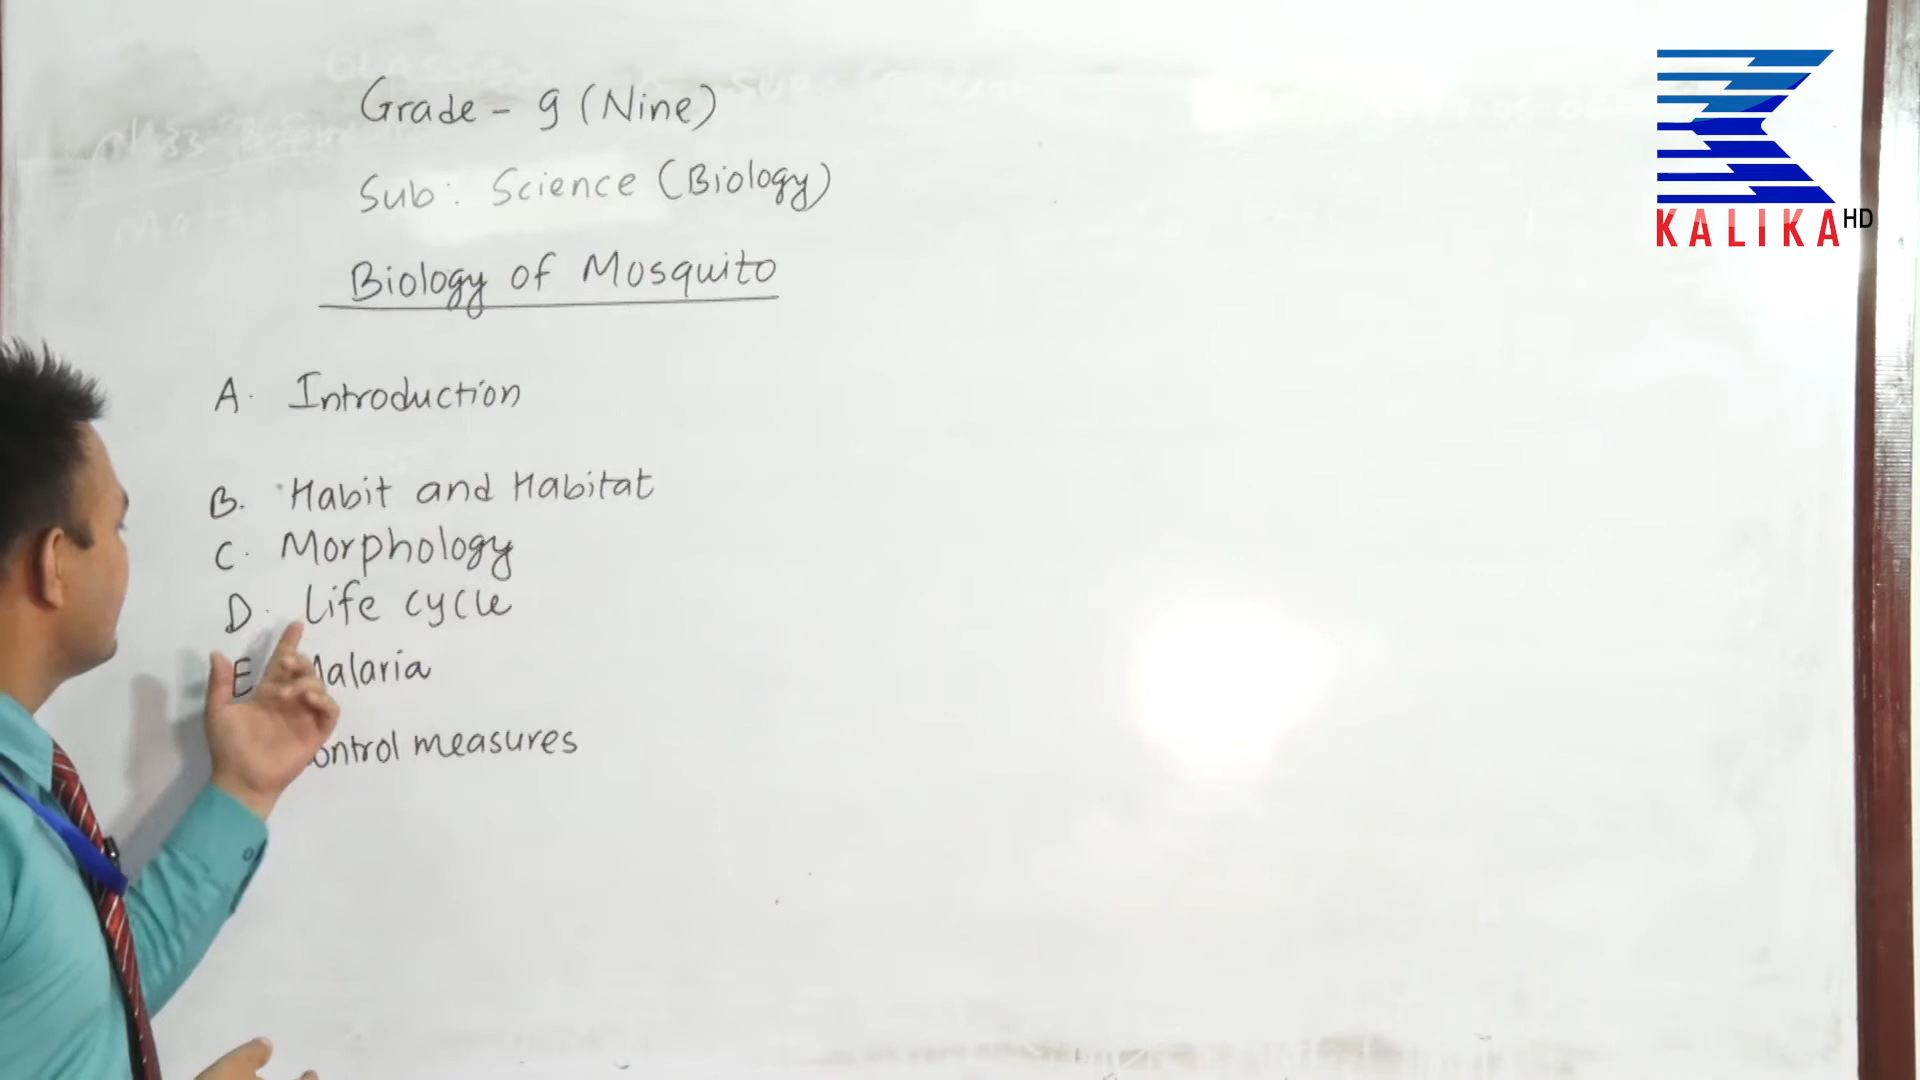 Grade - 9 (Nine)
Sub: Science (Biology)
Biology of Mosquito
A. Introduction
B. Habit and Habitat
C. Morphology
D. Life cycle
E Malaria
ontrol measures
KALIKA HD